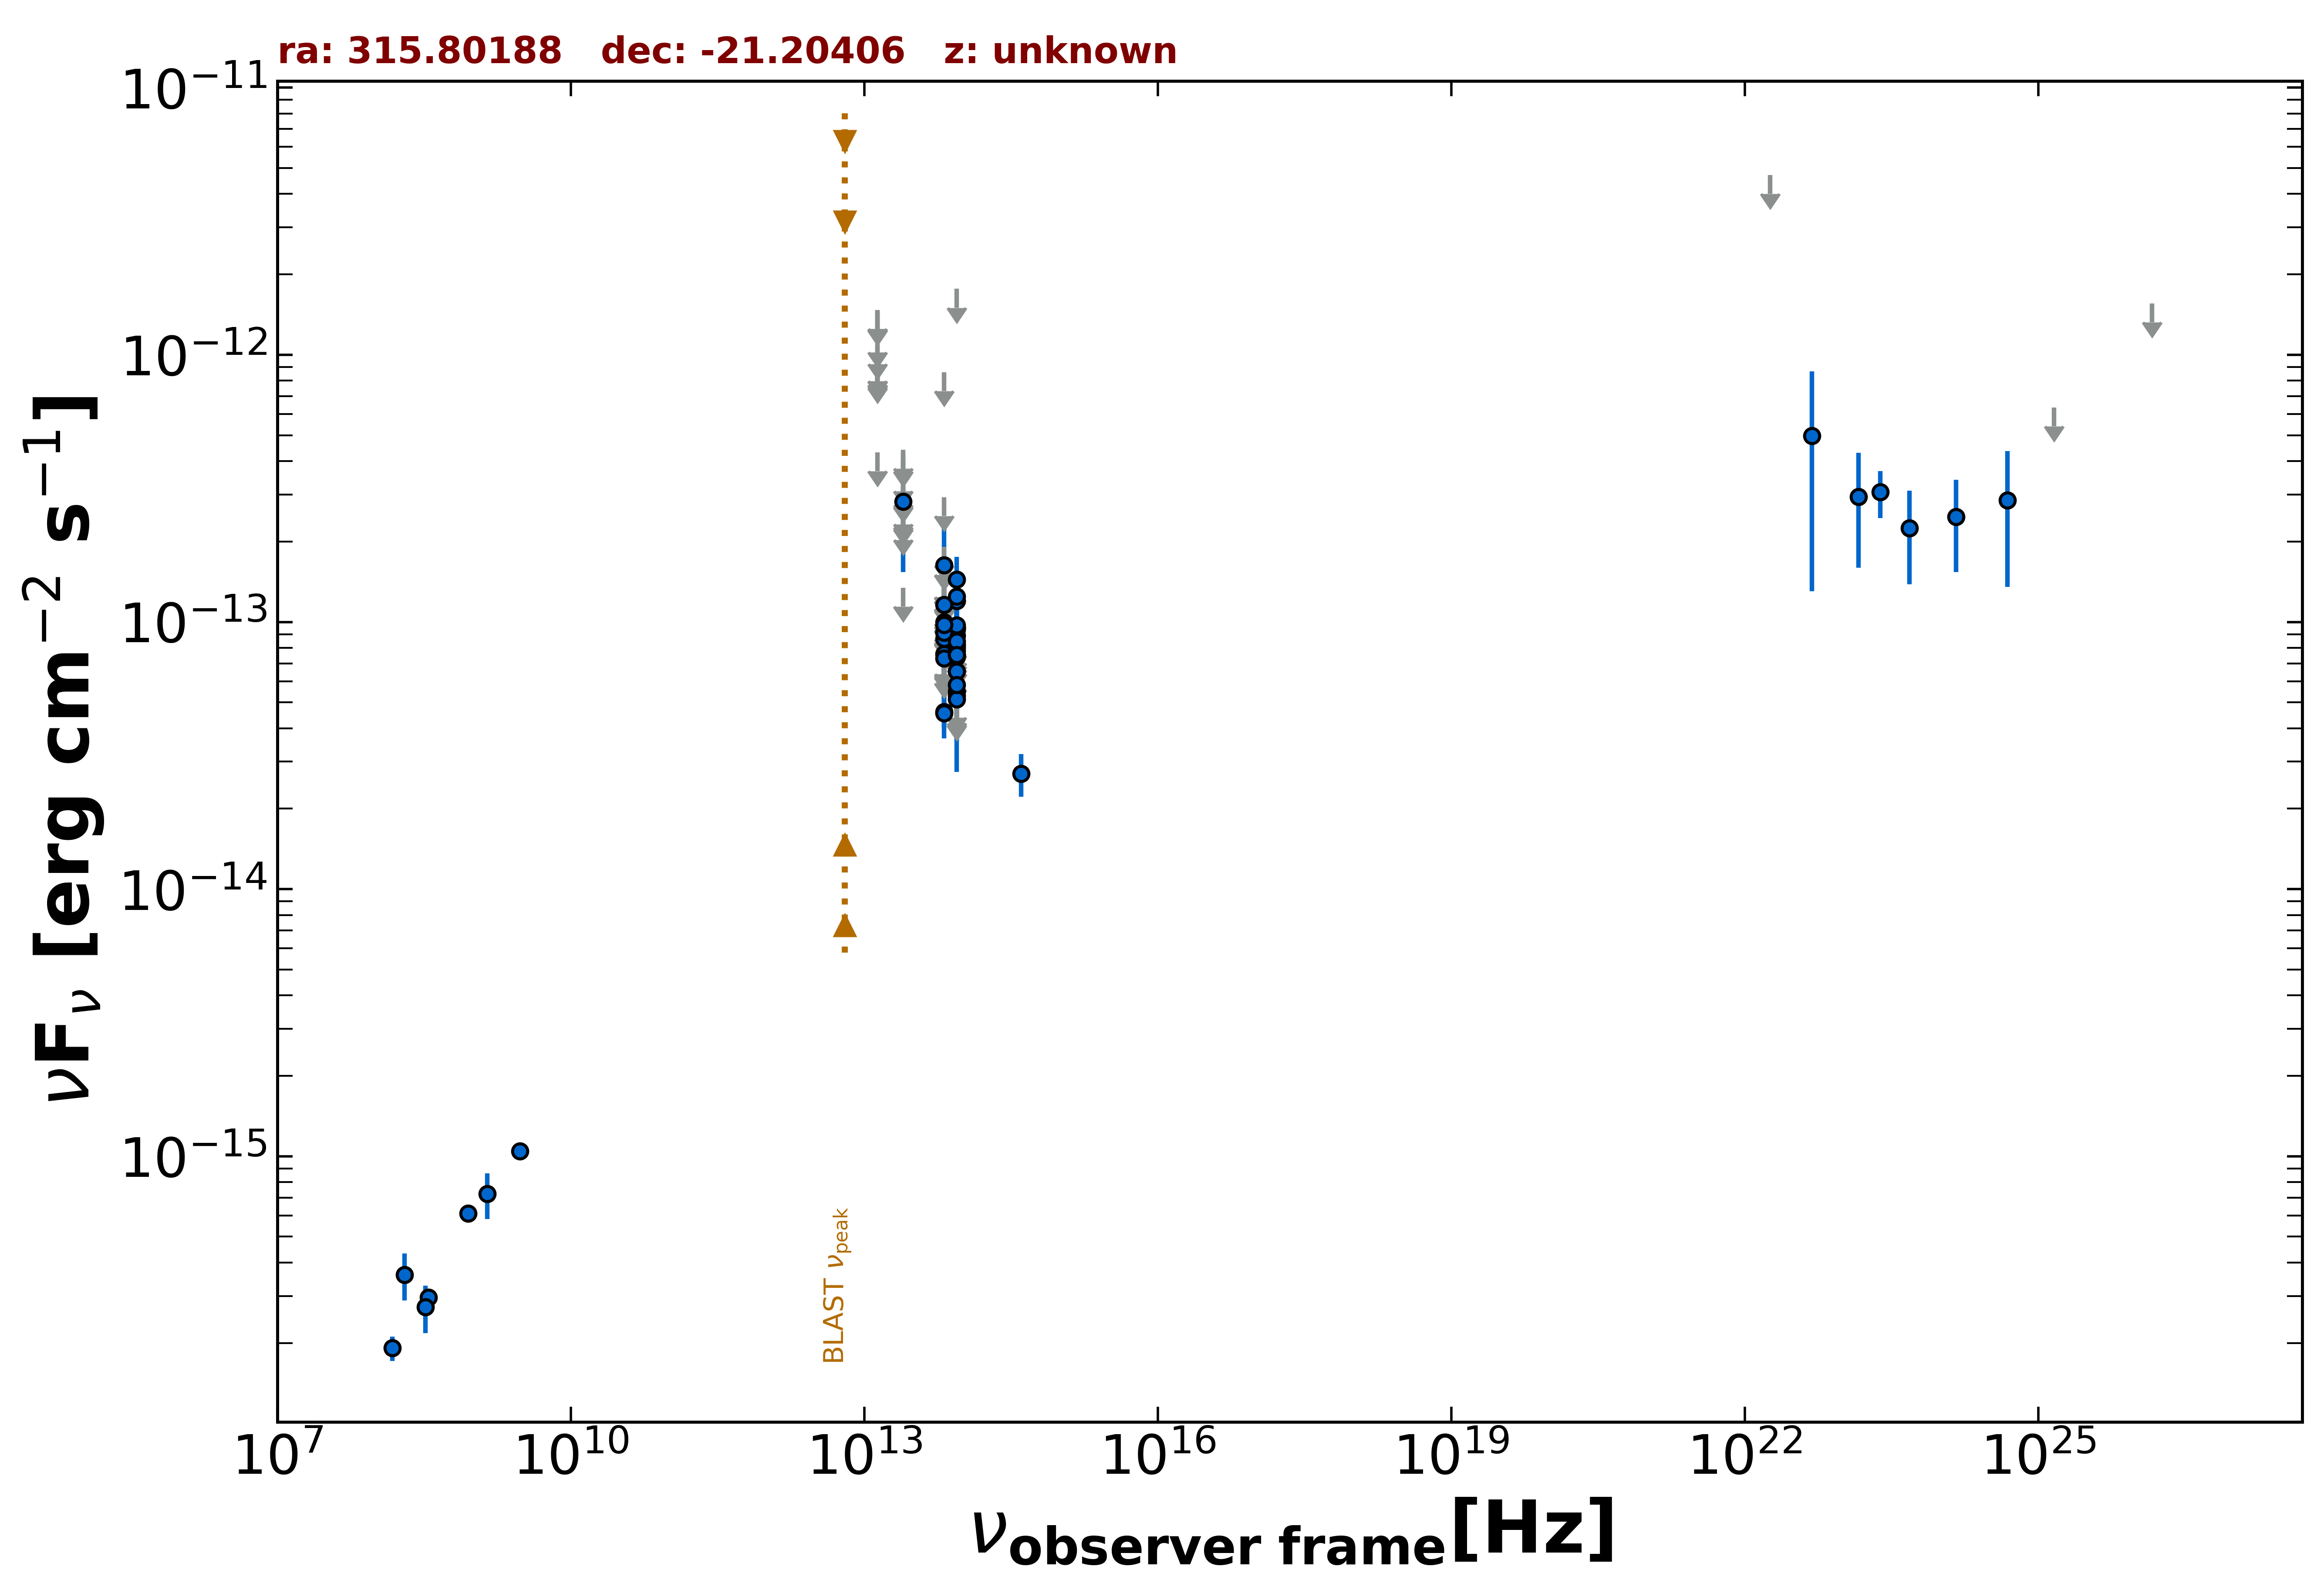 ra: 315.80188 dec: -21.20406 z: unknown
10⁻¹¹
10⁻¹²
10⁻¹³
10⁻¹⁴
10⁻¹⁵
νFν [erg cm⁻² s⁻¹]
BLAST νpeak
10⁷ 10¹⁰ 10¹³ 10¹⁶ 10¹⁹ 10²² 10²⁵
νobserver frame[Hz]